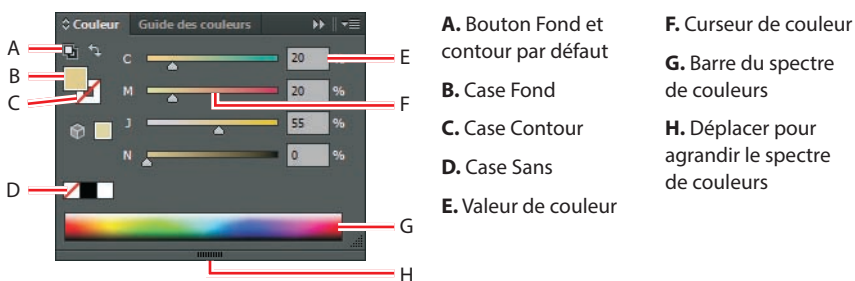 Couleur Guide des couleurs
A
B
C
D
C 20 %
M 20 %
J 55 %
N 0 %
E
F
G
H
A. Bouton Fond et
contour par défaut
B. Case Fond
C. Case Contour
D. Case Sans
E. Valeur de couleur
F. Curseur de couleur
G. Barre du spectre
de couleurs
H. Déplacer pour
agrandir le spectre
de couleurs